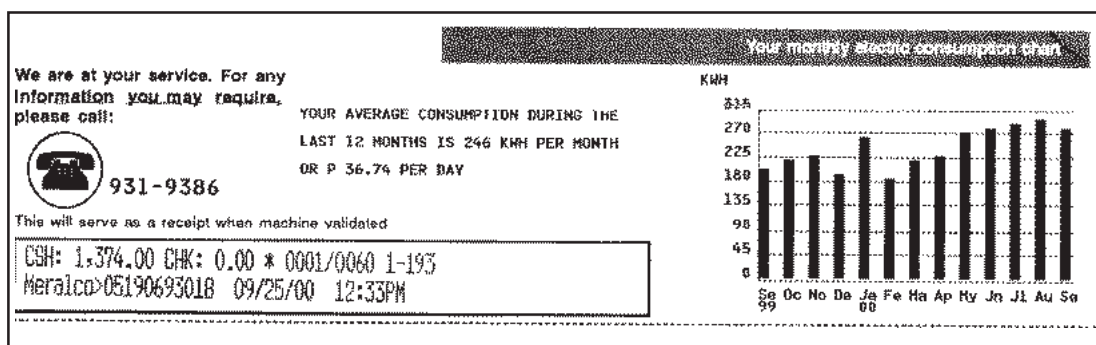 Your monthly electric consumption chart
We are at your service. For any
information you may require,
please call:
931-9386
YOUR AVERAGE CONSUMPTION DURING THE
LAST 12 MONTHS IS 246 KWH PER MONTH
OR P 36.74 PER DAY
This will serve as a receipt when machine validated
CSH: 1,374.00 CHK: 0.00 * 0001/0060 1-193
Meralco>05190693018 09/25/00 12:33PM
KWH
315
270
225
180
135
90
45
0
Se Oc No De Ja Fe Ma Ap My Jn Jl Au Se
99 00